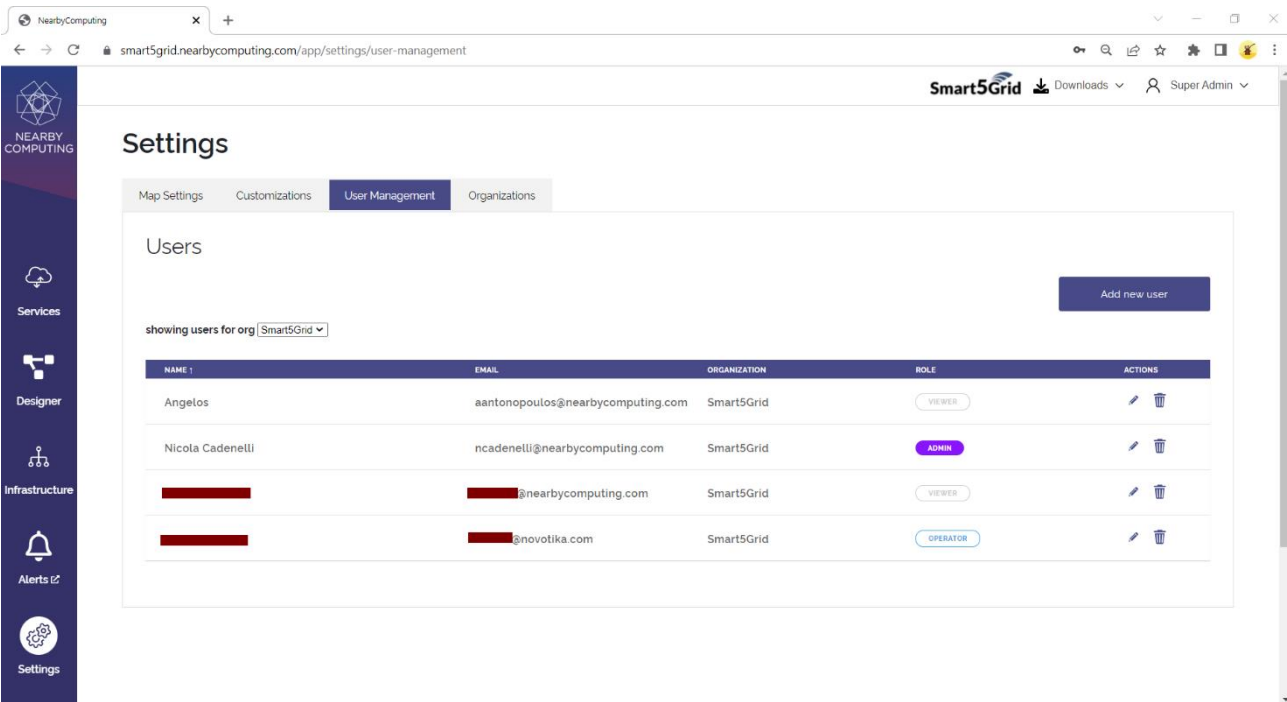 NearbyComputing
smart5grid.nearbycomputing.com/app/settings/user-management
NEARBY
COMPUTING
Smart5Grid Downloads Super Admin
Settings
Map Settings Customizations User Management Organizations
Users
Add new user
showing users for org Smart5Grid
NAME ↑ EMAIL ORGANIZATION ROLE ACTIONS
Angelos aantonopoulos@nearbycomputing.com Smart5Grid VIEWER
Nicola Cadenelli ncadenelli@nearbycomputing.com Smart5Grid ADMIN
@nearbycomputing.com Smart5Grid VIEWER
@novotika.com Smart5Grid OPERATOR
Services
Designer
Infrastructure
Alerts
Settings